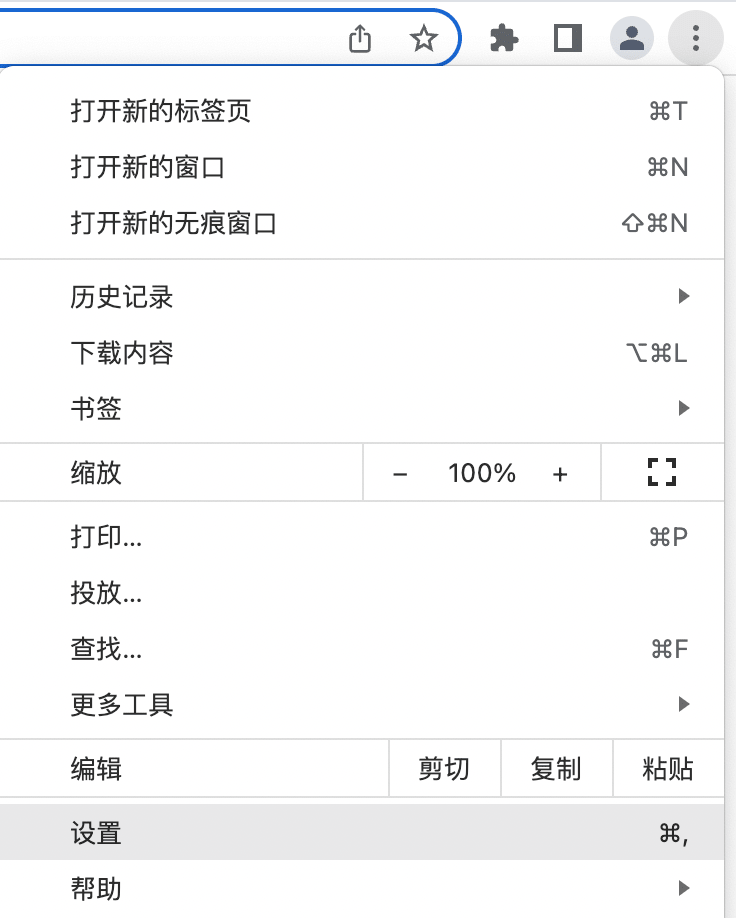 打开新的标签页 ⌘T
打开新的窗口 ⌘N
打开新的无痕窗口 ⇧⌘N
历史记录
下载内容 ⌥⌘L
书签
缩放 − 100% +
打印... ⌘P
投放...
查找... ⌘F
更多工具
编辑 剪切 复制 粘贴
设置 ⌘,
帮助